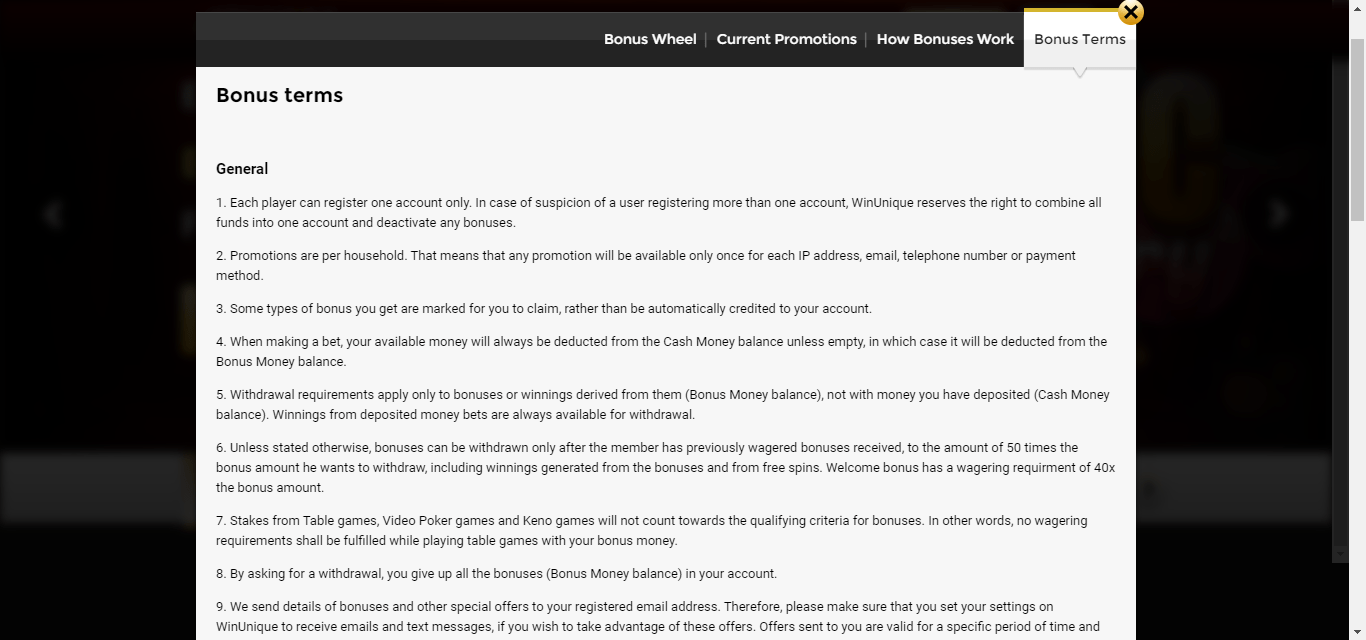 Bonus Wheel | Current Promotions | How Bonuses Work Bonus Terms
Bonus terms
General
1. Each player can register one account only. In case of suspicion of a user registering more than one account, WinUnique reserves the right to combine all
funds into one account and deactivate any bonuses.
2. Promotions are per household. That means that any promotion will be available only once for each IP address, email, telephone number or payment
method.
3. Some types of bonus you get are marked for you to claim, rather than be automatically credited to your account.
4. When making a bet, your available money will always be deducted from the Cash Money balance unless empty, in which case it will be deducted from the
Bonus Money balance.
5. Withdrawal requirements apply only to bonuses or winnings derived from them (Bonus Money balance), not with money you have deposited (Cash Money
balance). Winnings from deposited money bets are always available for withdrawal.
6. Unless stated otherwise, bonuses can be withdrawn only after the member has previously wagered bonuses received, to the amount of 50 times the
bonus amount he wants to withdraw, including winnings generated from the bonuses and from free spins. Welcome bonus has a wagering requirment of 40x
the bonus amount.
7. Stakes from Table games, Video Poker games and Keno games will not count towards the qualifying criteria for bonuses. In other words, no wagering
requirements shall be fulfilled while playing table games with your bonus money.
8. By asking for a withdrawal, you give up all the bonuses (Bonus Money balance) in your account.
9. We send details of bonuses and other special offers to your registered email address. Therefore, please make sure that you set your settings on
WinUnique to receive emails and text messages, if you wish to take advantage of these offers. Offers sent to you are valid for a specific period of time and